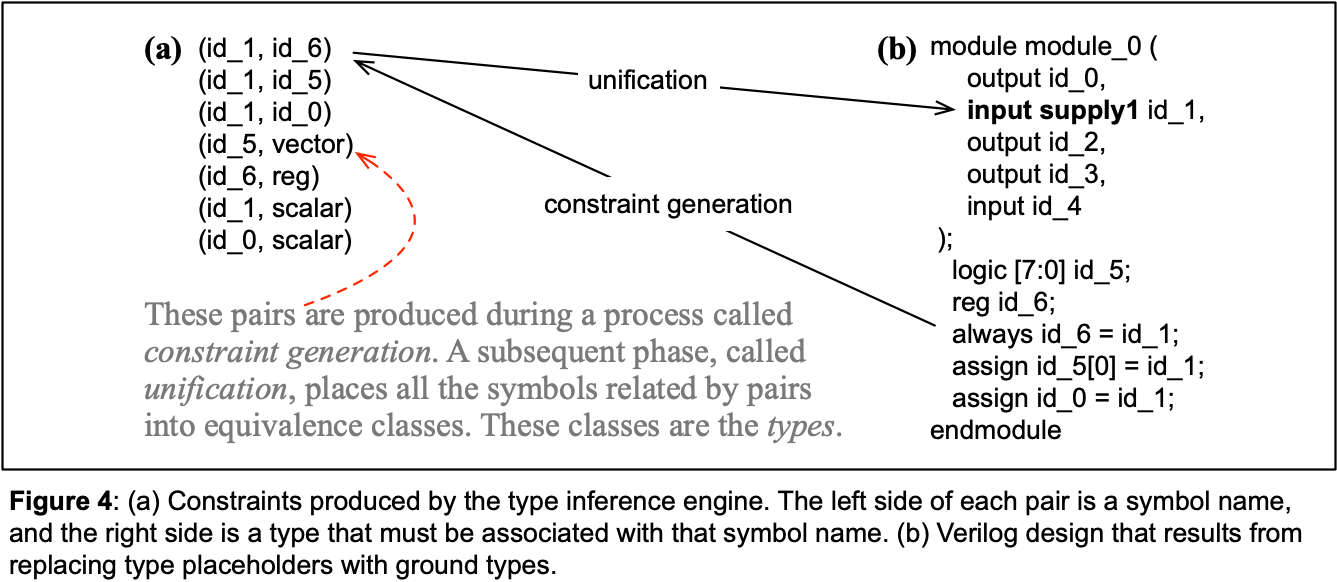 (a) (id_1, id_6)
(id_1, id_5)
(id_1, id_0)
(id_5, vector)
(id_6, reg)
(id_1, scalar)
(id_0, scalar)
unification
constraint generation
These pairs are produced during a process called
constraint generation. A subsequent phase, called
unification, places all the symbols related by pairs
into equivalence classes. These classes are the types.
(b) module module_0 (
output id_0,
input supply1 id_1,
output id_2,
output id_3,
input id_4
);
logic [7:0] id_5;
reg id_6;
always id_6 = id_1;
assign id_5[0] = id_1;
assign id_0 = id_1;
endmodule
Figure 4: (a) Constraints produced by the type inference engine. The left side of each pair is a symbol name,
and the right side is a type that must be associated with that symbol name. (b) Verilog design that results from
replacing type placeholders with ground types.